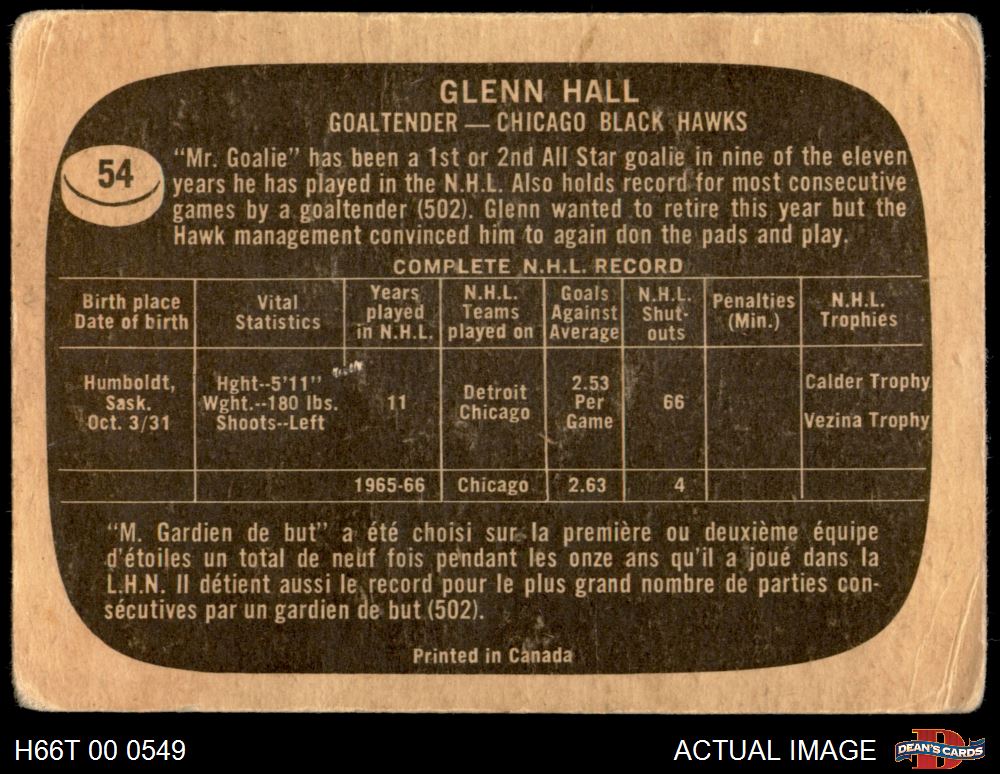 GLENN HALL
GOALTENDER — CHICAGO BLACK HAWKS
54
"Mr. Goalie" has been a 1st or 2nd All Star goalie in nine of the eleven
years he has played in the N.H.L. Also holds record for most consecutive
games by a goaltender (502). Glenn wanted to retire this year but the
Hawk management convinced him to again don the pads and play.
COMPLETE N.H.L. RECORD
Birth place
Date of birth
Vital
Statistics
Years
played
in N.H.L.
N.H.L.
Teams
played on
Goals
Against
Average
N.H.L.
Shut-
outs
Penalties
(Min.)
N.H.L.
Trophies
Humboldt,
Sask.
Oct. 3/31
Hght--5'11"
Wght.--180 lbs.
Shoots--Left
11
Detroit
Chicago
2.53
Per
Game
66
Calder Trophy
Vezina Trophy
1965-66 Chicago 2.63 4
"M. Gardien de but" a été choisi sur la première ou deuxième équipe
d'étoiles un total de neuf fois pendant les onze ans qu'il a joué dans la
L.H.N. Il détient aussi le record pour le plus grand nombre de parties con-
sécutives par un gardien de but (502).
Printed in Canada
H66T 00 0549
ACTUAL IMAGE
D
DEAN'S CARDS